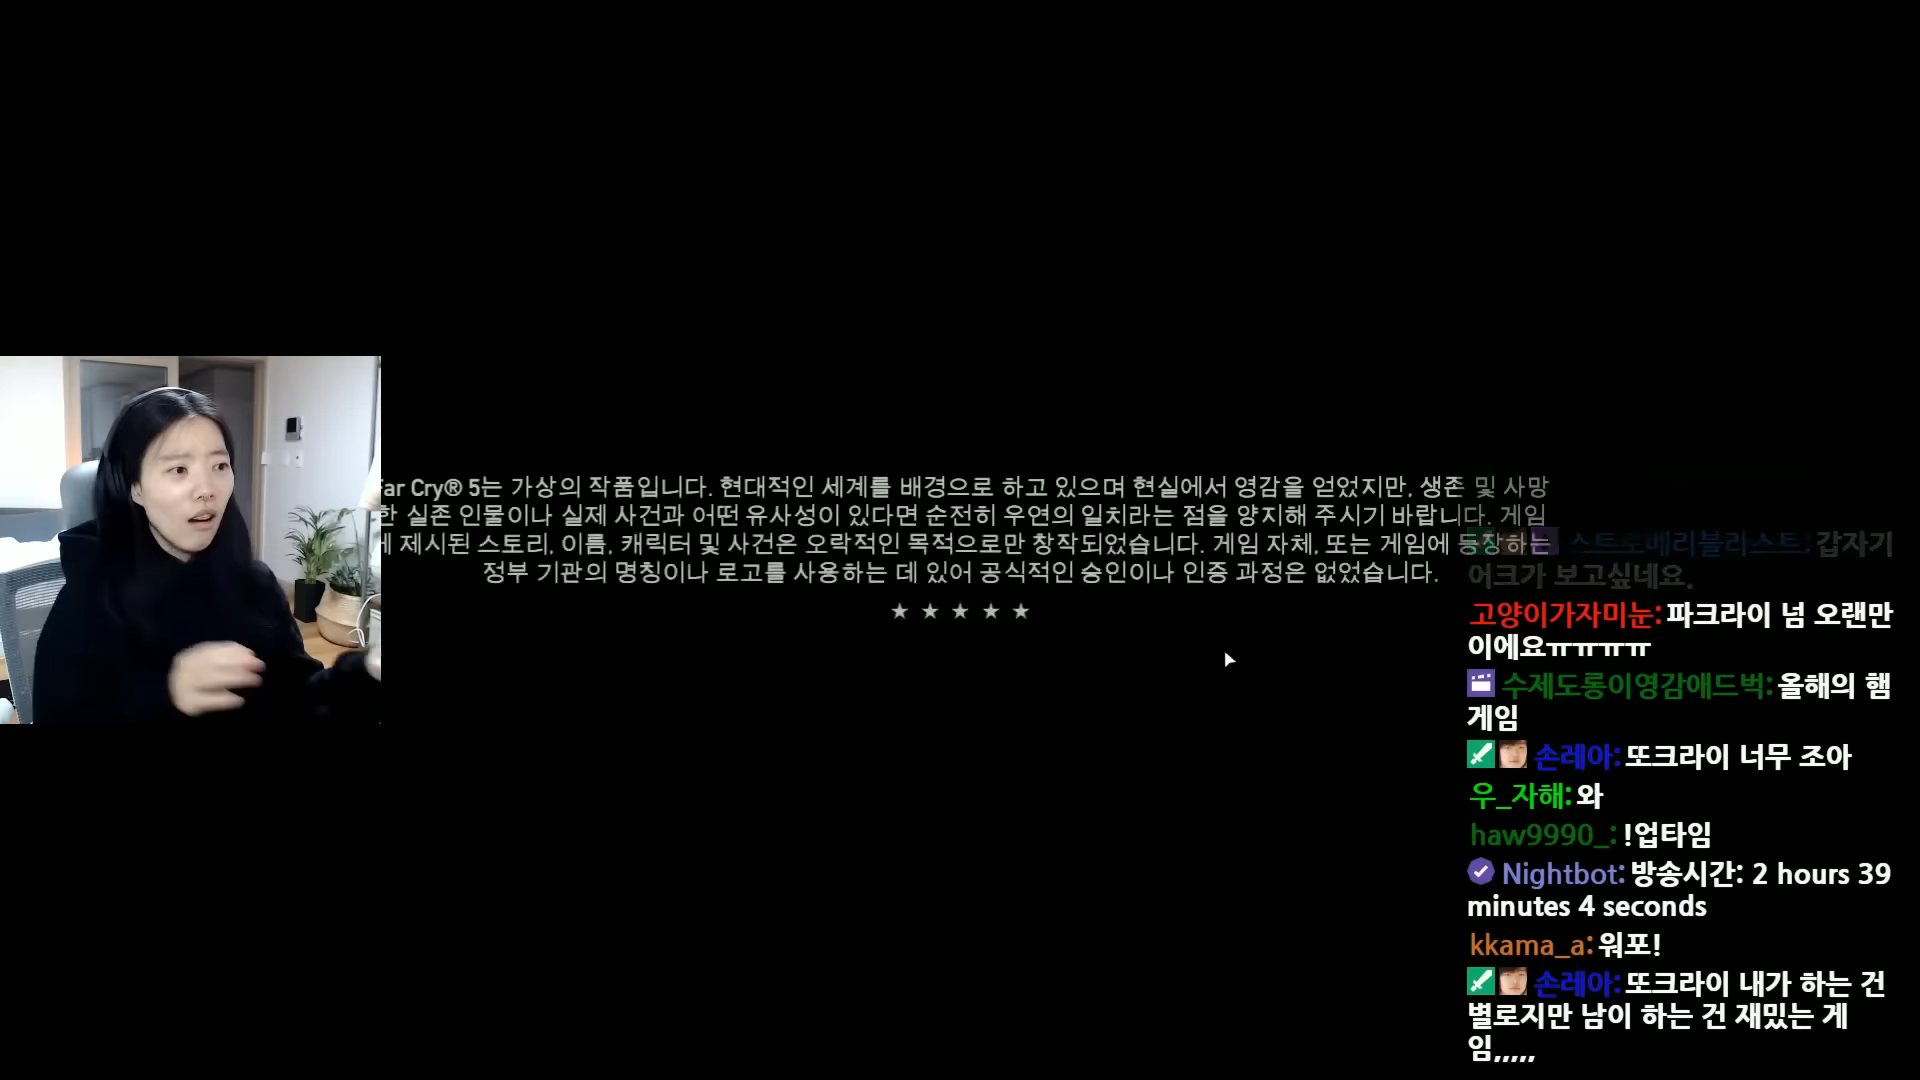 Far Cry® 5는 가상의 작품입니다. 현대적인 세계를 배경으로 하고 있으며 현실에서 영감을 얻었지만, 생존 및 사망
한 실존 인물이나 실제 사건과 어떤 유사성이 있다면 순전히 우연의 일치라는 점을 양지해 주시기 바랍니다. 게임
에 제시된 스토리, 이름, 캐릭터 및 사건은 오락적인 목적으로만 창작되었습니다. 게임 자체, 또는 게임에 등장하는
정부 기관의 명칭이나 로고를 사용하는 데 있어 공식적인 승인이나 인증 과정은 없었습니다.
★ ★ ★ ★ ★
스트로베리블리스트: 갑자기
어크가 보고싶네요.
고양이가자미눈: 파크라이 넘 오랜만
이에요ㅠㅠㅠㅠ
수제도롱이영감애드벅: 올해의 햄
게임
손레아: 또크라이 너무 조아
우_자해: 와
haw9990_: !업타임
Nightbot: 방송시간: 2 hours 39
minutes 4 seconds
kkama_a: 워포!
손레아: 또크라이 내가 하는 건
별로지만 남이 하는 건 재밌는 게
임,,,,,